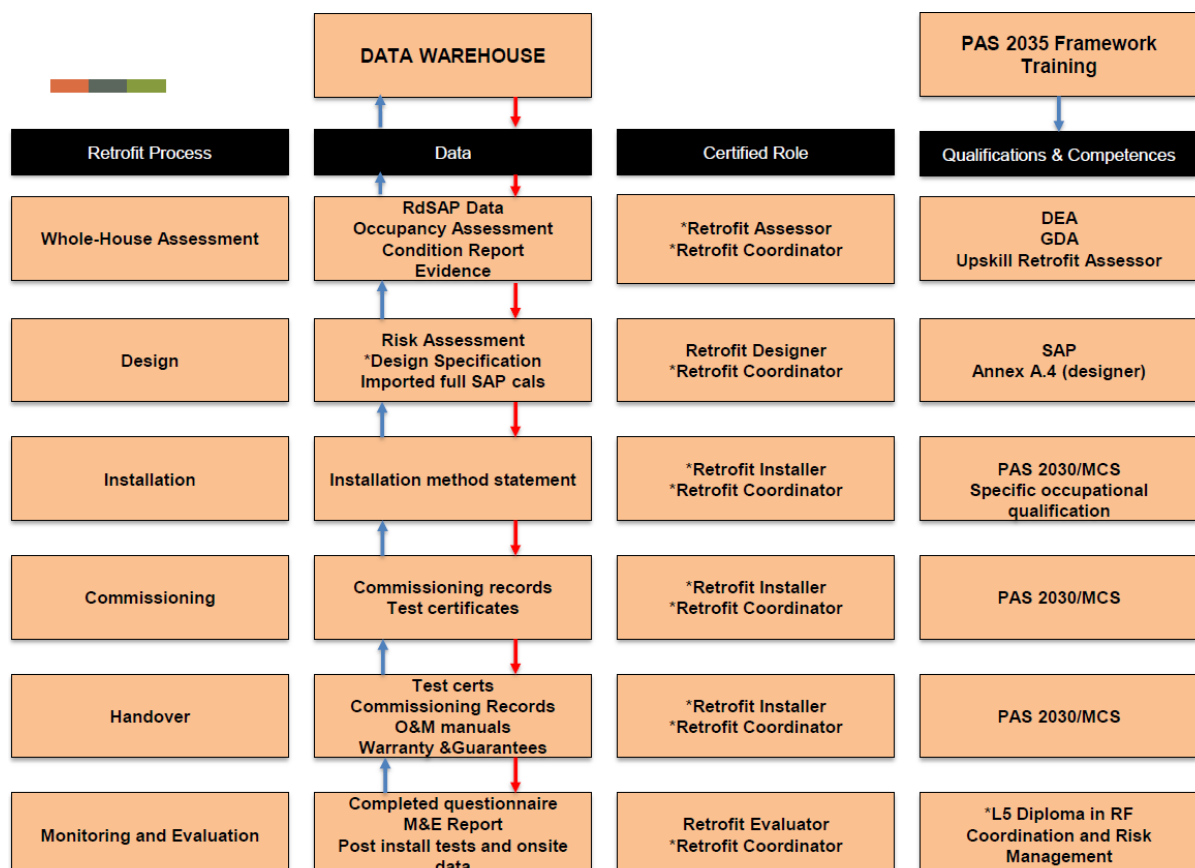 DATA WAREHOUSE
PAS 2035 Framework
Training
Retrofit Process
Data
Certified Role
Qualifications & Competences
Whole-House Assessment
RdSAP Data
Occupancy Assessment
Condition Report
Evidence
*Retrofit Assessor
*Retrofit Coordinator
DEA
GDA
Upskill Retrofit Assessor
Design
Risk Assessment
*Design Specification
Imported full SAP cals
Retrofit Designer
*Retrofit Coordinator
SAP
Annex A.4 (designer)
Installation
Installation method statement
*Retrofit Installer
*Retrofit Coordinator
PAS 2030/MCS
Specific occupational
qualification
Commissioning
Commissioning records
Test certificates
*Retrofit Installer
*Retrofit Coordinator
PAS 2030/MCS
Handover
Test certs
Commissioning Records
O&M manuals
Warranty &Guarantees
*Retrofit Installer
*Retrofit Coordinator
PAS 2030/MCS
Monitoring and Evaluation
Completed questionnaire
M&E Report
Post install tests and onsite
data
Retrofit Evaluator
*Retrofit Coordinator
*L5 Diploma in RF
Coordination and Risk
Management